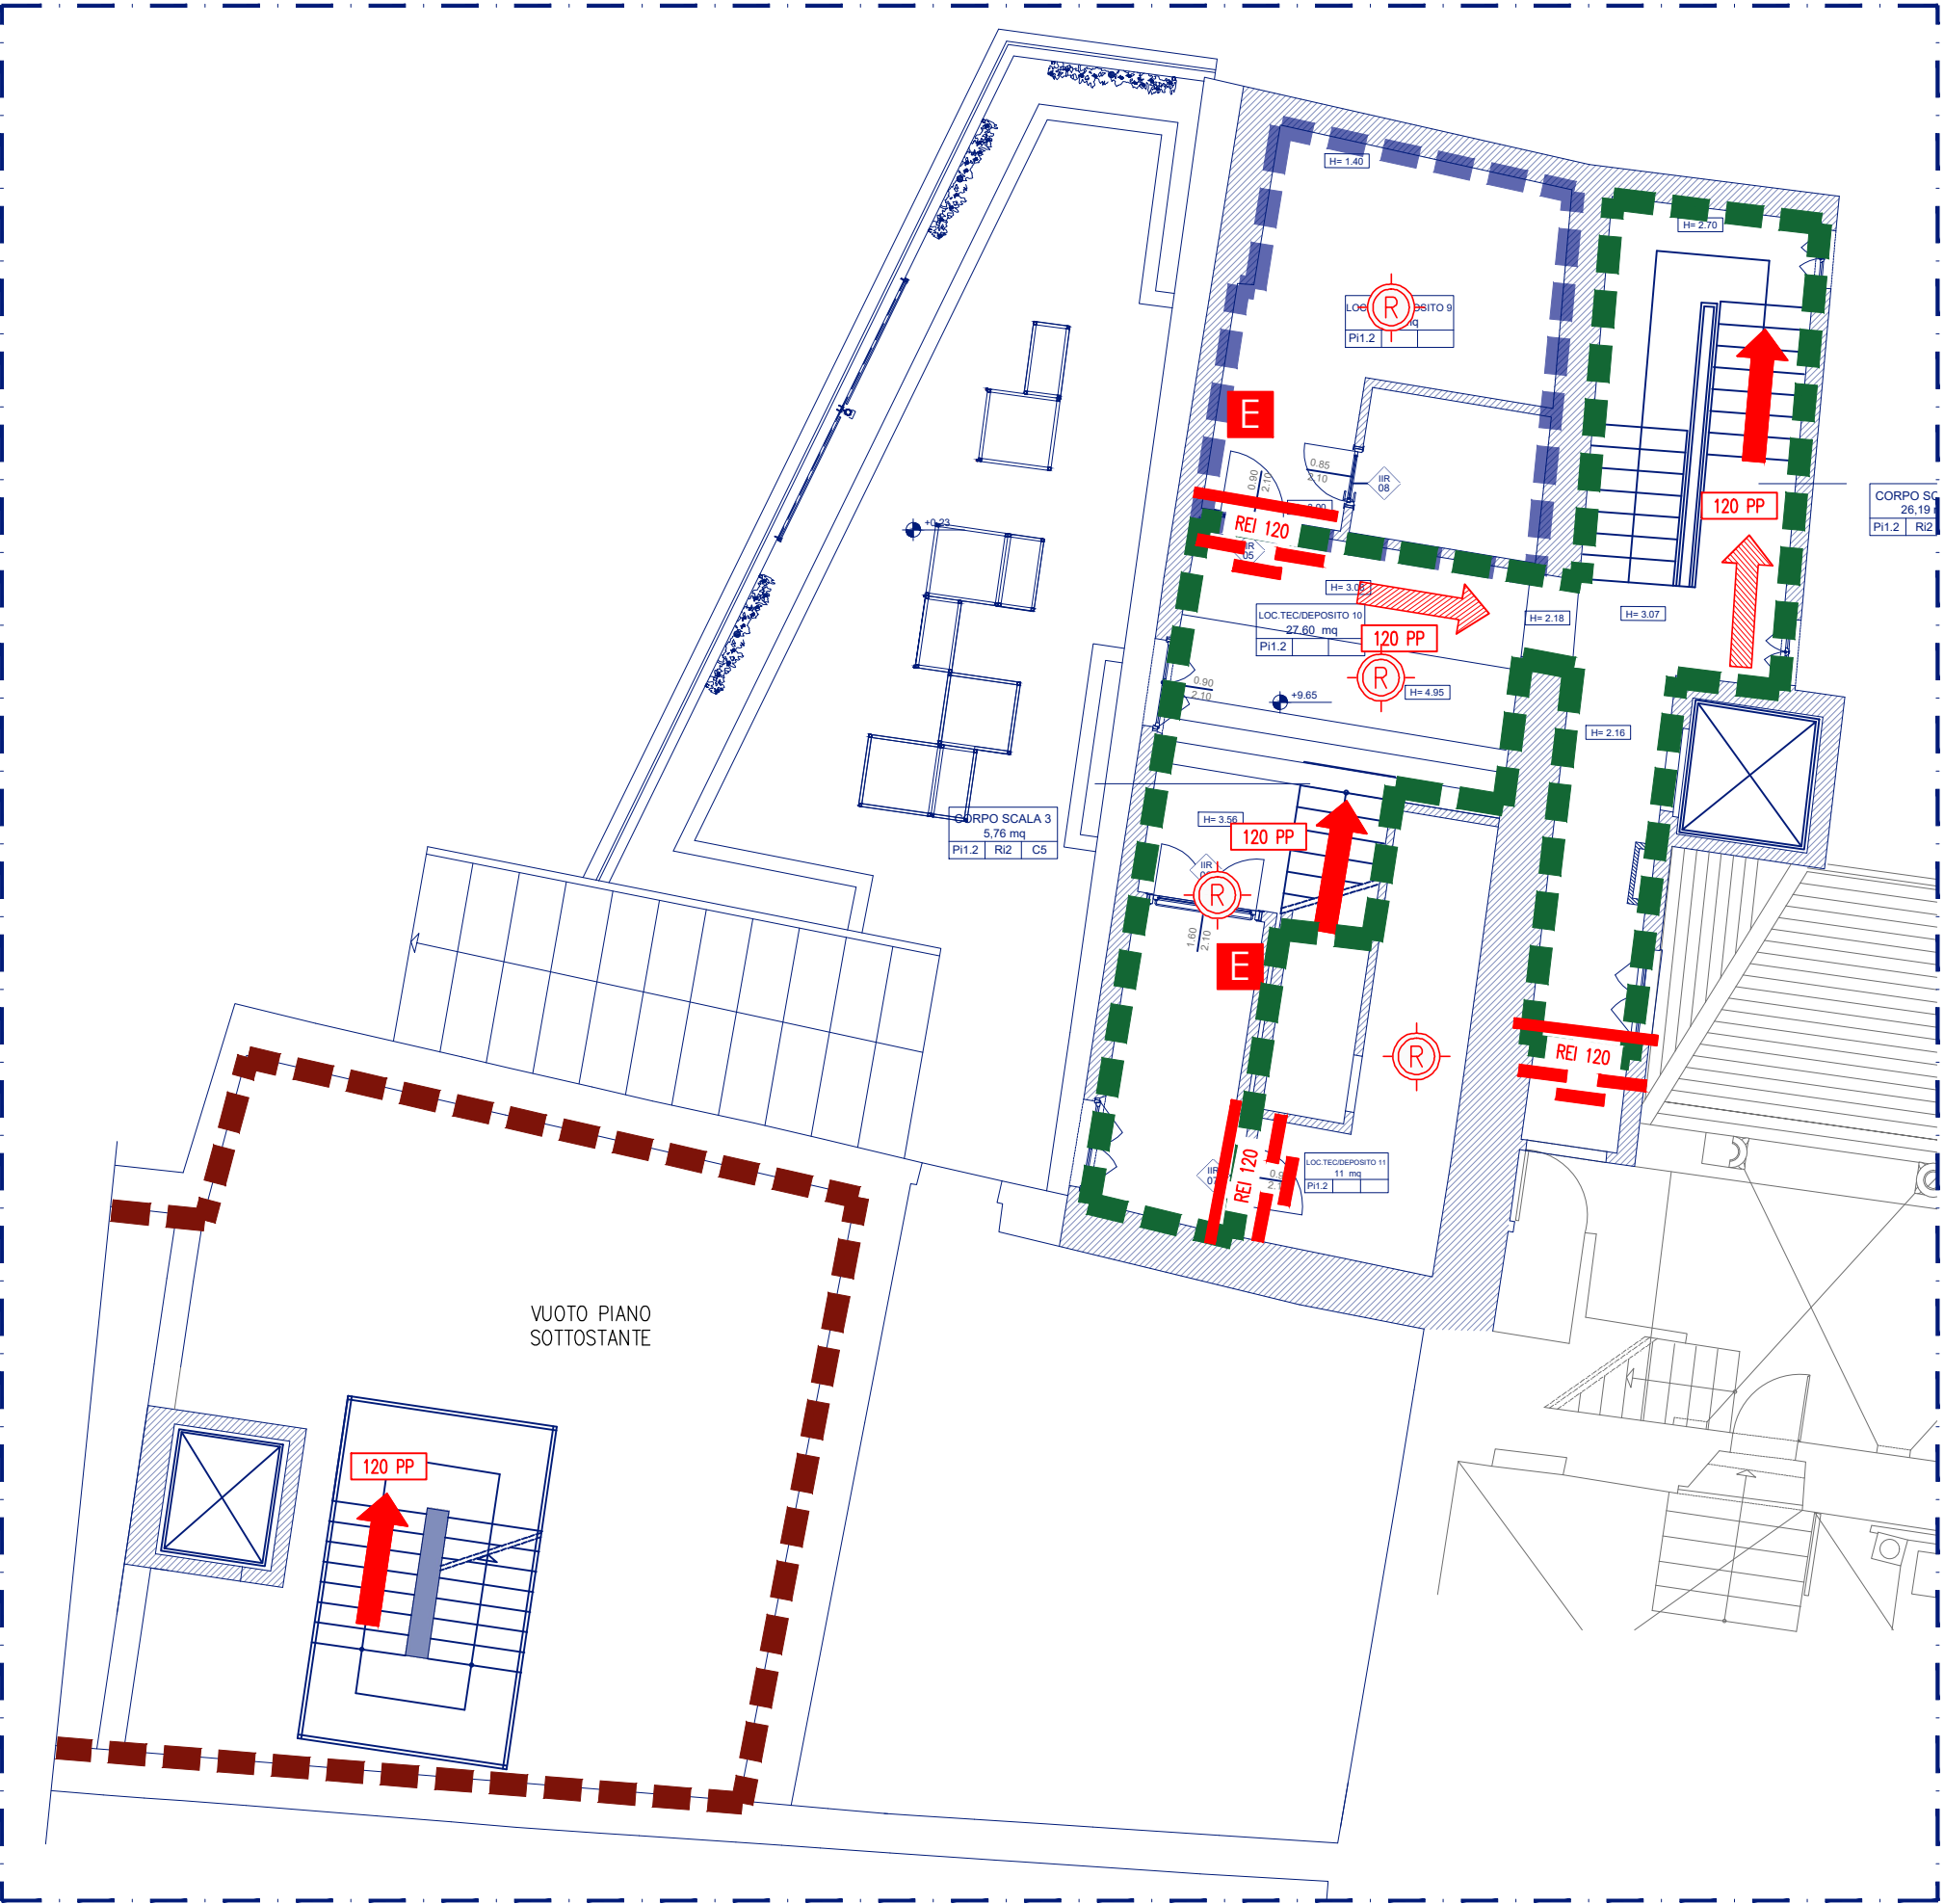 H= 1.40
H= 2.70
LOC
OSITO 9
R
Pi1.2
E
0.85
2.10
0.90
2.10
IIR
08
REI 120
05
+0.23
120 PP
CORPO SC
26,19
Pi1.2 Ri2
LOC.TEC/DEPOSITO 10
27.60 mq
Pi1.2
120 PP
H= 2.18
H= 3.07
R
H= 4.95
0.90
2.10
+9.65
H= 2.16
CORPO SCALA 3
5,76 mq
Pi1.2 Ri2 C5
H= 3.56
120 PP
IIR
R
1.60
2.10
E
R
REI 120
REI 120
IIR
LOC.TEC/DEPOSITO 11
11 mq
Pi1.2
VUOTO PIANO
SOTTOSTANTE
120 PP